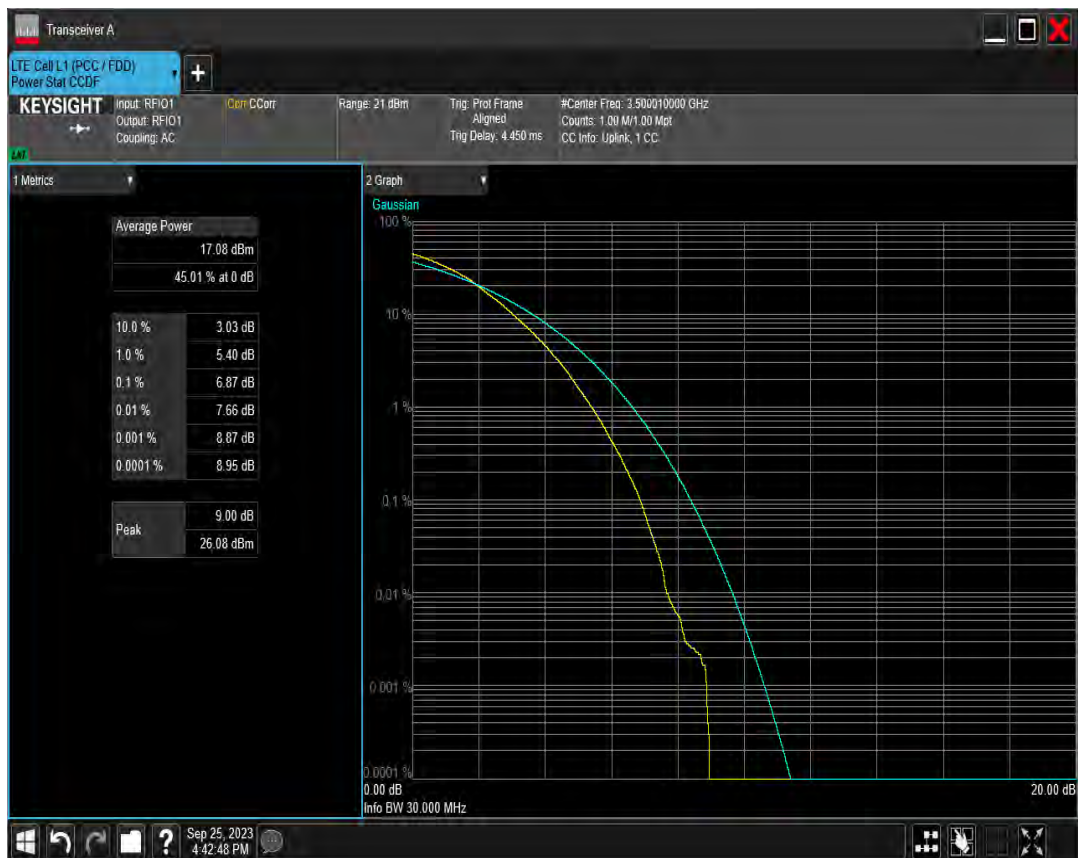 Transceiver A
LTE Cell L1 (PCC / FDD)
Power Stat CCDF
+
KEYSIGHT
Input: RFIO1
Output: RFIO1
Coupling: AC
Corr CCorr
Range: 21 dBm
Trig: Prot Frame
Aligned
Trig Delay: 4.450 ms
#Center Freq: 3.500010000 GHz
Counts: 1.00 M/1.00 Mpt
CC Info: Uplink, 1 CC
1 Metrics
Average Power
17.08 dBm
45.01 % at 0 dB
10.0 % 3.03 dB
1.0 % 5.40 dB
0.1 % 6.87 dB
0.01 % 7.66 dB
0.001 % 8.87 dB
0.0001 % 8.95 dB
Peak
9.00 dB
26.08 dBm
2 Graph
Gaussian
100 %
10 %
1 %
0.1 %
0.01 %
0.001 %
0.0001 %
0.00 dB 20.00 dB
Info BW 30.000 MHz
? Sep 25, 2023
4:42:48 PM